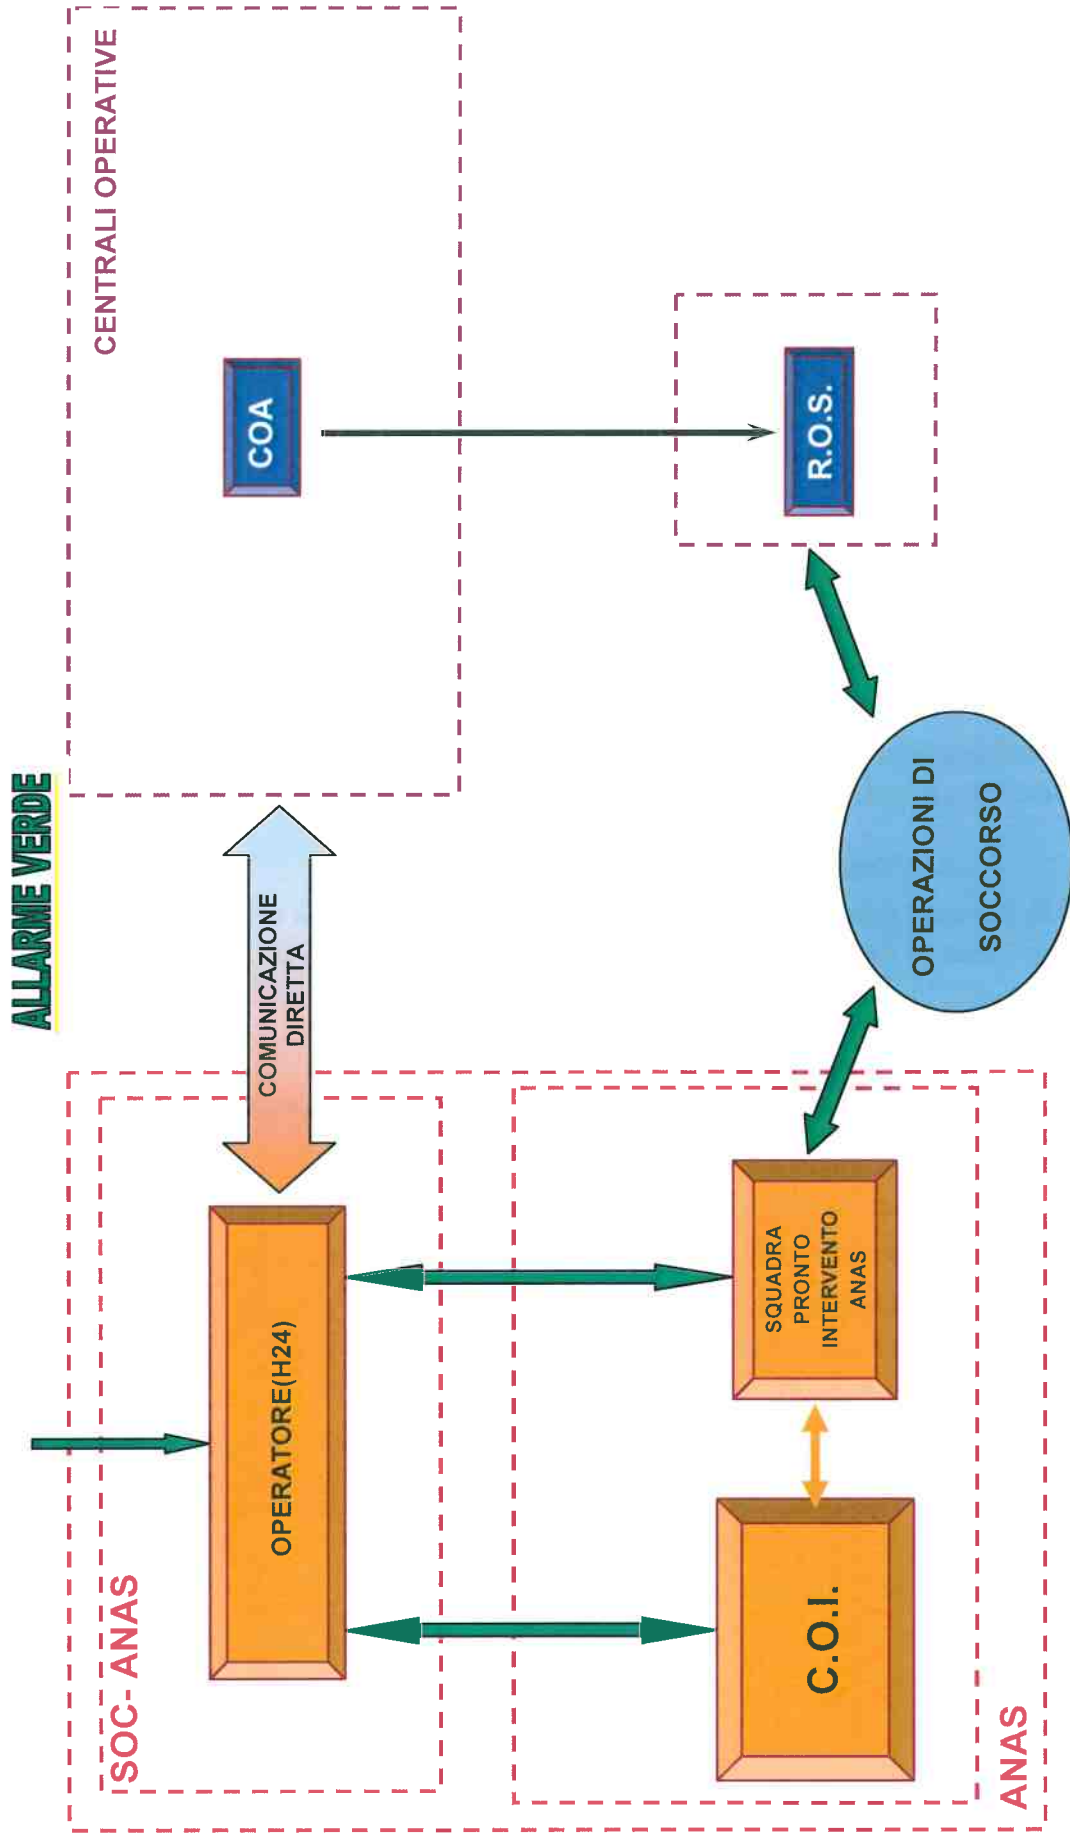 ALLARME VERDE
SOC- ANAS
CENTRALI OPERATIVE
OPERATORE(H24)
COMUNICAZIONE
DIRETTA
COA
C.O.I.
SQUADRA
PRONTO
INTERVENTO
ANAS
R.O.S.
OPERAZIONI DI
SOCCORSO
ANAS